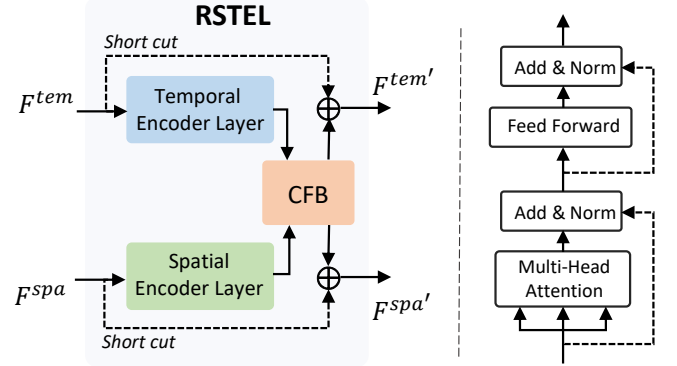 RSTEL
Short cut
F^{tem}
Temporal
Encoder Layer
F^{tem'}
CFB
F^{spa}
Spatial
Encoder Layer
F^{spa'}
Short cut
Add & Norm
Feed Forward
Add & Norm
Multi-Head
Attention